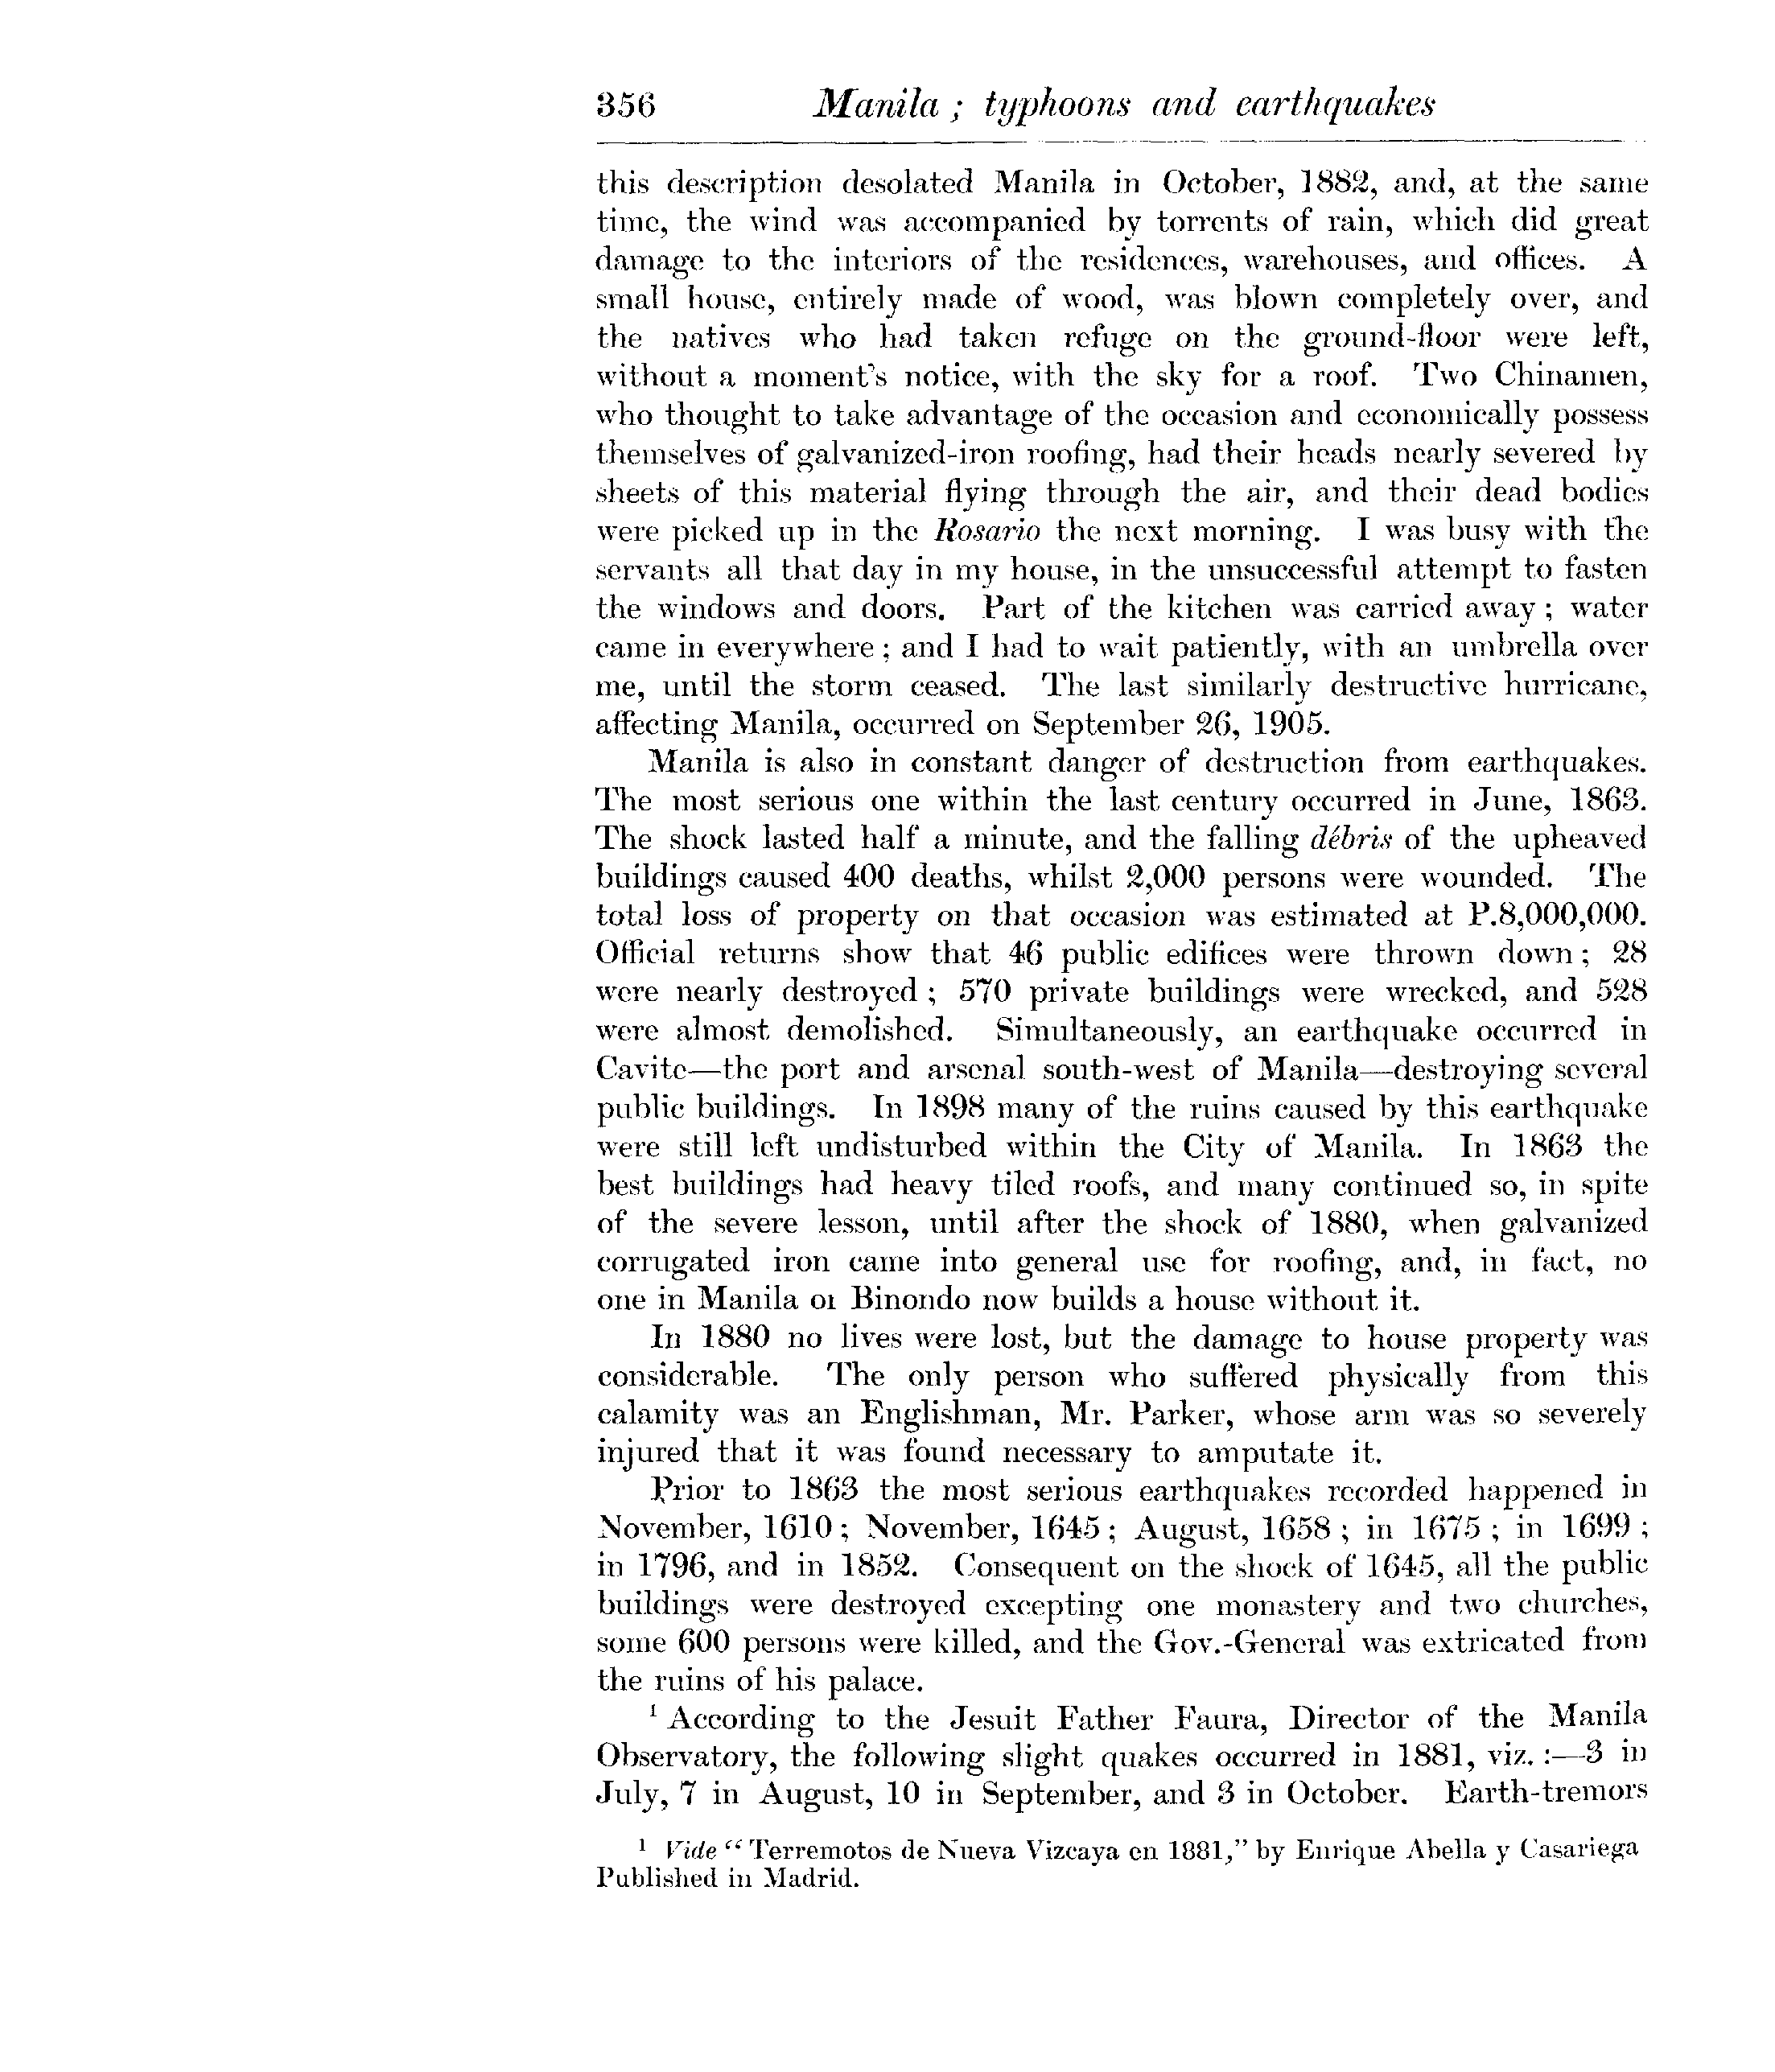 356 Manila ; typhoons and earthquakes
this description desolated Manila in October, 1882, and, at the same
time, the wind was accompanied by torrents of rain, which did great
damage to the interiors of the residences, warehouses, and offices. A
small house, entirely made of wood, was blown completely over, and
the natives who had taken refuge on the ground-floor were left,
without a moment's notice, with the sky for a roof. Two Chinamen,
who thought to take advantage of the occasion and economically possess
themselves of galvanized-iron roofing, had their heads nearly severed by
sheets of this material flying through the air, and their dead bodies
were picked up in the Rosario the next morning. I was busy with the
servants all that day in my house, in the unsuccessful attempt to fasten
the windows and doors. Part of the kitchen was carried away ; water
came in everywhere ; and I had to wait patiently, with an umbrella over
me, until the storm ceased. The last similarly destructive hurricane,
affecting Manila, occurred on September 26, 1905.
Manila is also in constant danger of destruction from earthquakes.
The most serious one within the last century occurred in June, 1863.
The shock lasted half a minute, and the falling débris of the upheaved
buildings caused 400 deaths, whilst 2,000 persons were wounded. The
total loss of property on that occasion was estimated at P.8,000,000.
Official returns show that 46 public edifices were thrown down ; 28
were nearly destroyed ; 570 private buildings were wrecked, and 528
were almost demolished. Simultaneously, an earthquake occurred in
Cavite—the port and arsenal south-west of Manila—destroying several
public buildings. In 1898 many of the ruins caused by this earthquake
were still left undisturbed within the City of Manila. In 1863 the
best buildings had heavy tiled roofs, and many continued so, in spite
of the severe lesson, until after the shock of 1880, when galvanized
corrugated iron came into general use for roofing, and, in fact, no
one in Manila or Binondo now builds a house without it.
In 1880 no lives were lost, but the damage to house property was
considerable. The only person who suffered physically from this
calamity was an Englishman, Mr. Parker, whose arm was so severely
injured that it was found necessary to amputate it.
Prior to 1863 the most serious earthquakes recorded happened in
November, 1610 ; November, 1645 ; August, 1658 ; in 1675 ; in 1699 ;
in 1796, and in 1852. Consequent on the shock of 1645, all the public
buildings were destroyed excepting one monastery and two churches,
some 600 persons were killed, and the Gov.-General was extricated from
the ruins of his palace.
¹ According to the Jesuit Father Faura, Director of the Manila
Observatory, the following slight quakes occurred in 1881, viz. :—3 in
July, 7 in August, 10 in September, and 3 in October. Earth-tremors
¹ Vide “ Terremotos de Nueva Vizcaya en 1881,” by Enrique Abella y Casariega
Published in Madrid.